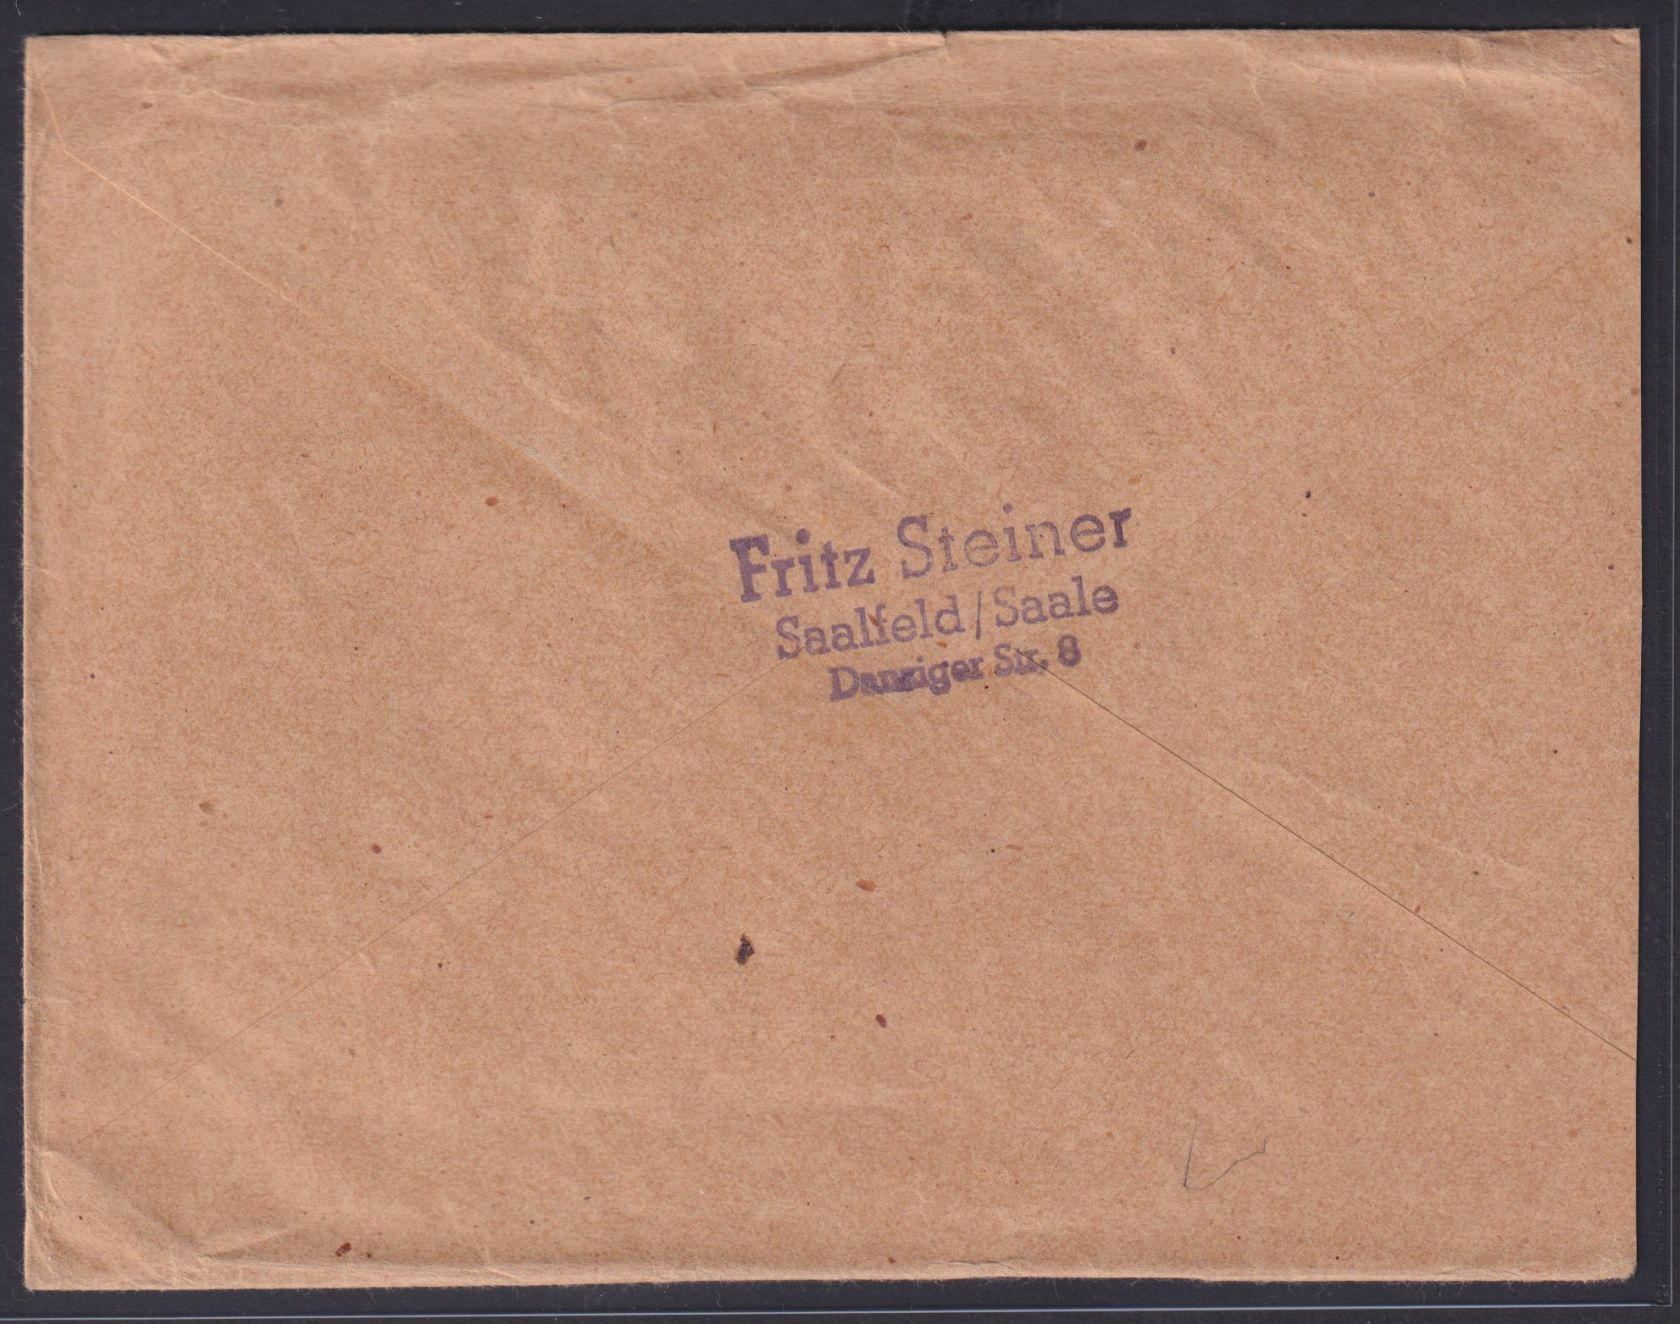 Fritz Steiner
Saalfeld/Saale
Danziger Str. 8